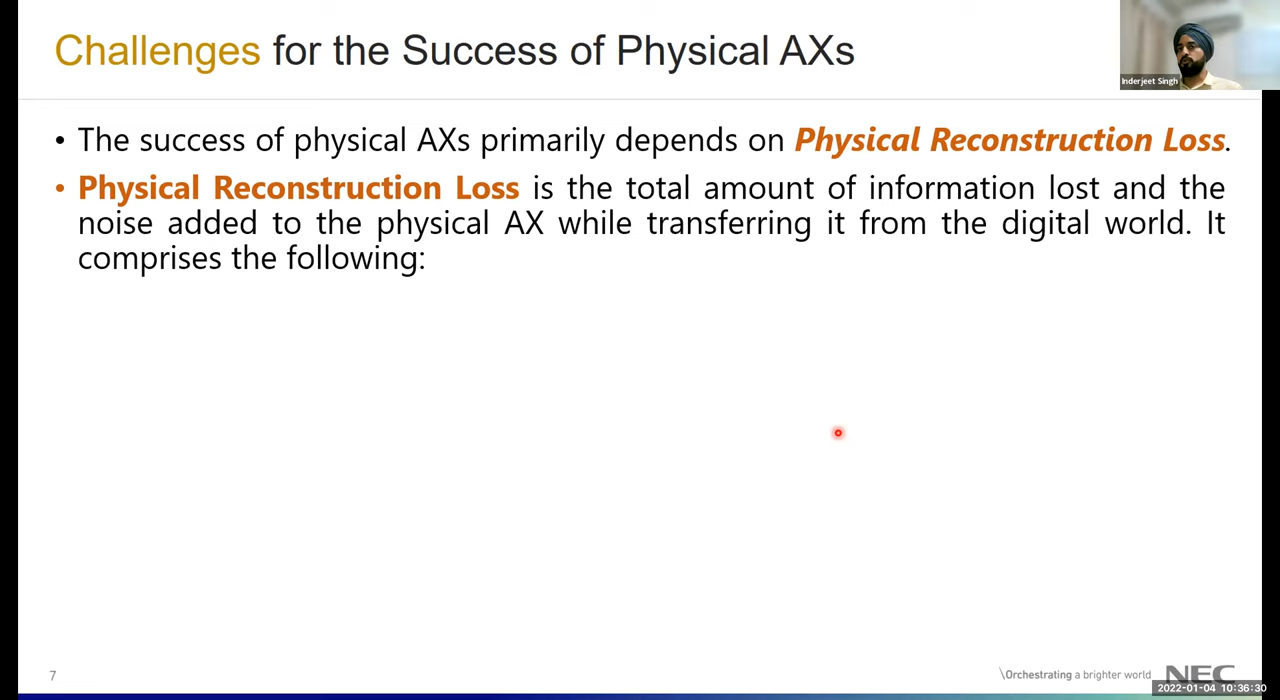 Challenges for the Success of Physical AXs
Inderjeet Singh
• The success of physical AXs primarily depends on Physical Reconstruction Loss.
• Physical Reconstruction Loss is the total amount of information lost and the
noise added to the physical AX while transferring it from the digital world. It
comprises the following:
7
\Orchestrating a brighter world
NEC
2022-01-04 10:36:30